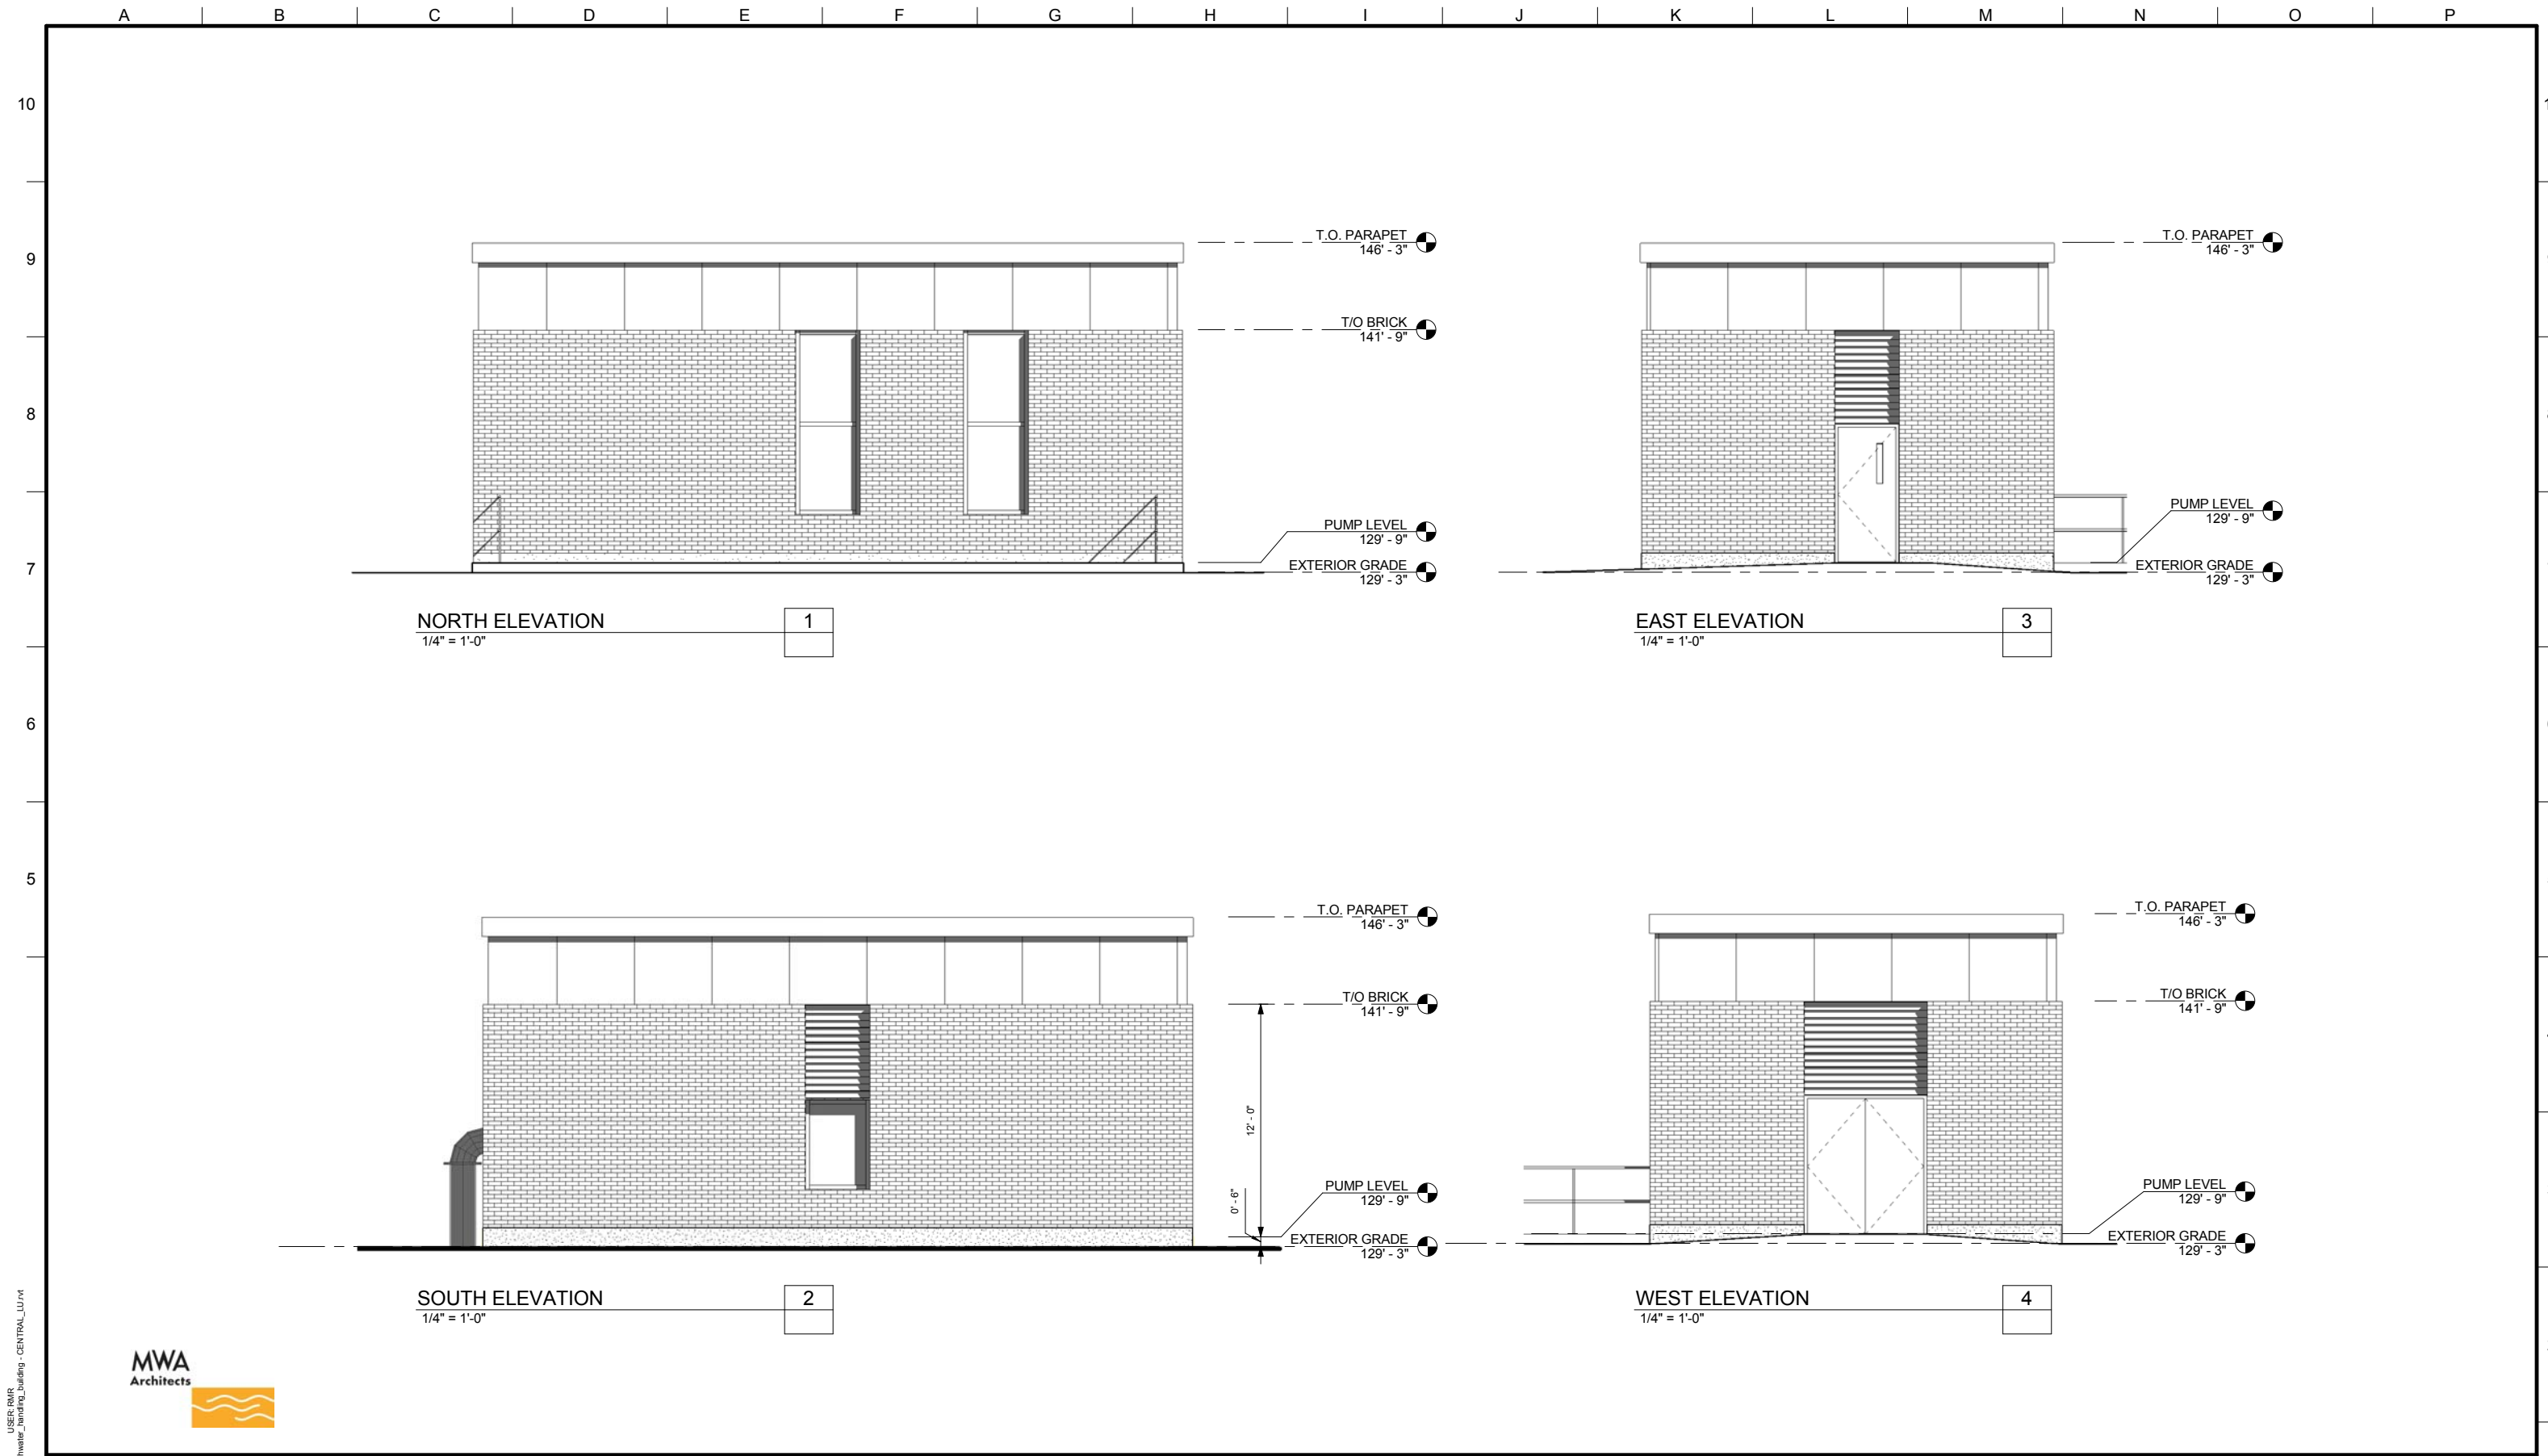 A B C D E F G H I J K L M N O P
10
9
8
7
6
5
T.O. PARAPET
146' - 3"
T/O BRICK
141' - 9"
PUMP LEVEL
129' - 9"
EXTERIOR GRADE
129' - 3"
NORTH ELEVATION 1
1/4" = 1'-0"
T.O. PARAPET
146' - 3"
PUMP LEVEL
129' - 9"
EXTERIOR GRADE
129' - 3"
EAST ELEVATION 3
1/4" = 1'-0"
T.O. PARAPET
146' - 3"
T/O BRICK
141' - 9"
12' - 0"
0' - 6"
PUMP LEVEL
129' - 9"
EXTERIOR GRADE
129' - 3"
SOUTH ELEVATION 2
1/4" = 1'-0"
T.O. PARAPET
146' - 3"
T/O BRICK
141' - 9"
PUMP LEVEL
129' - 9"
EXTERIOR GRADE
129' - 3"
WEST ELEVATION 4
1/4" = 1'-0"
MWA
Architects
USER: RMR
hwater_handling_building - CENTRAL_LU.rvt